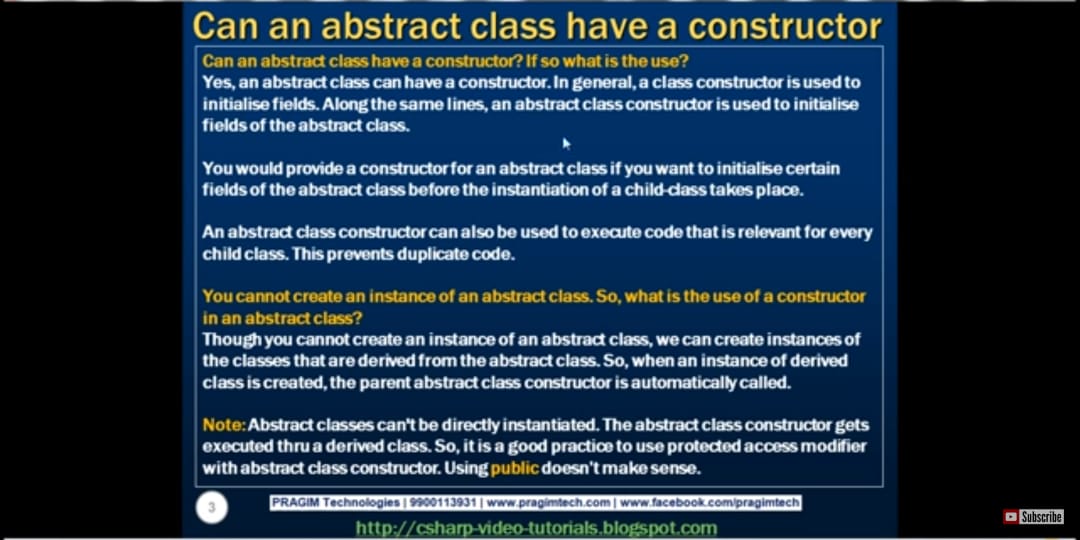 Can an abstract class have a constructor
Can an abstract class have a constructor? If so what is the use?
Yes, an abstract class can have a constructor. In general, a class constructor is used to
initialise fields. Along the same lines, an abstract class constructor is used to initialise
fields of the abstract class.
You would provide a constructor for an abstract class if you want to initialise certain
fields of the abstract class before the instantiation of a child-class takes place.
An abstract class constructor can also be used to execute code that is relevant for every
child class. This prevents duplicate code.
You cannot create an instance of an abstract class. So, what is the use of a constructor
in an abstract class?
Though you cannot create an instance of an abstract class, we can create instances of
the classes that are derived from the abstract class. So, when an instance of derived
class is created, the parent abstract class constructor is automatically called.
Note: Abstract classes can't be directly instantiated. The abstract class constructor gets
executed thru a derived class. So, it is a good practice to use protected access modifier
with abstract class constructor. Using public doesn't make sense.
3
PRAGIM Technologies | 9900113931 | www.pragimtech.com | www.facebook.com/pragimtech
http://csharp-video-tutorials.blogspot.com
Subscribe